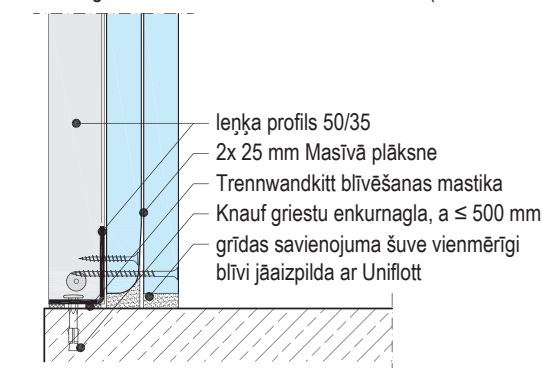 leņķa profils 50/35
2x 25 mm Masīvā plāksne
Trennwandkitt blīvēšanas mastika
Knauf griestu enkurnagla, a ≤ 500 mm
grīdas savienojuma šuve vienmērīgi
blīvi jāaizpilda ar Uniflott